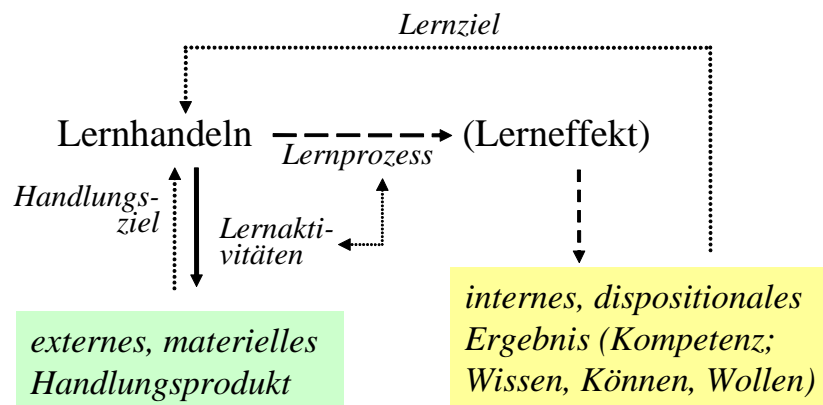 Lernziel
Lernhandeln
(Lerneffekt)
Lernprozess
Handlungs-
ziel
Lernakti-
vitäten
externes, materielles
Handlungsprodukt
internes, dispositionales
Ergebnis (Kompetenz;
Wissen, Können, Wollen)